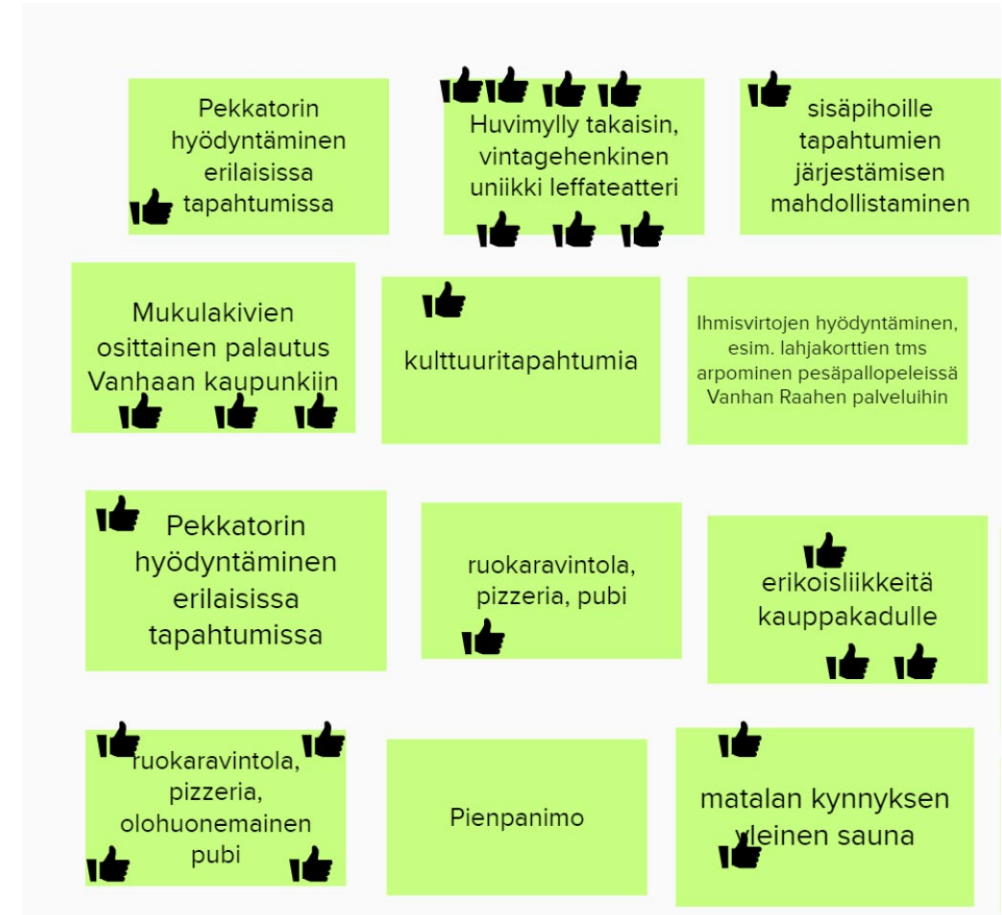 Pekkatorin
hyödyntäminen
erilaisissa
tapahtumissa
Huvimylly takaisin,
vintagehenkinen
uniikki leffateatteri
sisäpihoille
tapahtumien
järjestämisen
mahdollistaminen
Mukulakivien
osittainen palautus
Vanhaan kaupunkiin
kulttuuritapahtumia
Ihmisvirtojen hyödyntäminen,
esim. lahjakorttien tms
arpominen pesäpallopeleissä
Vanhan Raahen palveluihin
Pekkatorin
hyödyntäminen
erilaisissa
tapahtumissa
ruokaravintola,
pizzeria, pubi
erikoisliikkeitä
kauppakadulle
ruokaravintola,
pizzeria,
olohuonemainen
pubi
Pienpanimo
matalan kynnyksen
yleinen sauna